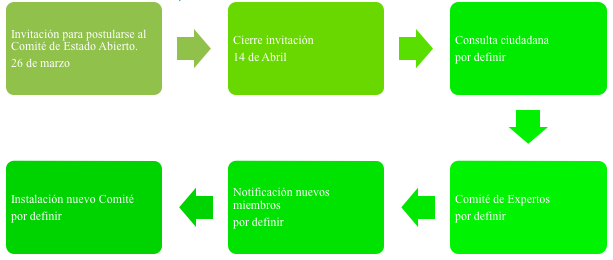 Invitación para postularse al
Comité de Estado Abierto.
26 de marzo
Cierre invitación
14 de Abril
Consulta ciudadana
por definir
Comité de Expertos
por definir
Notificación nuevos
miembros
por definir
Instalación nuevo Comité
por definir